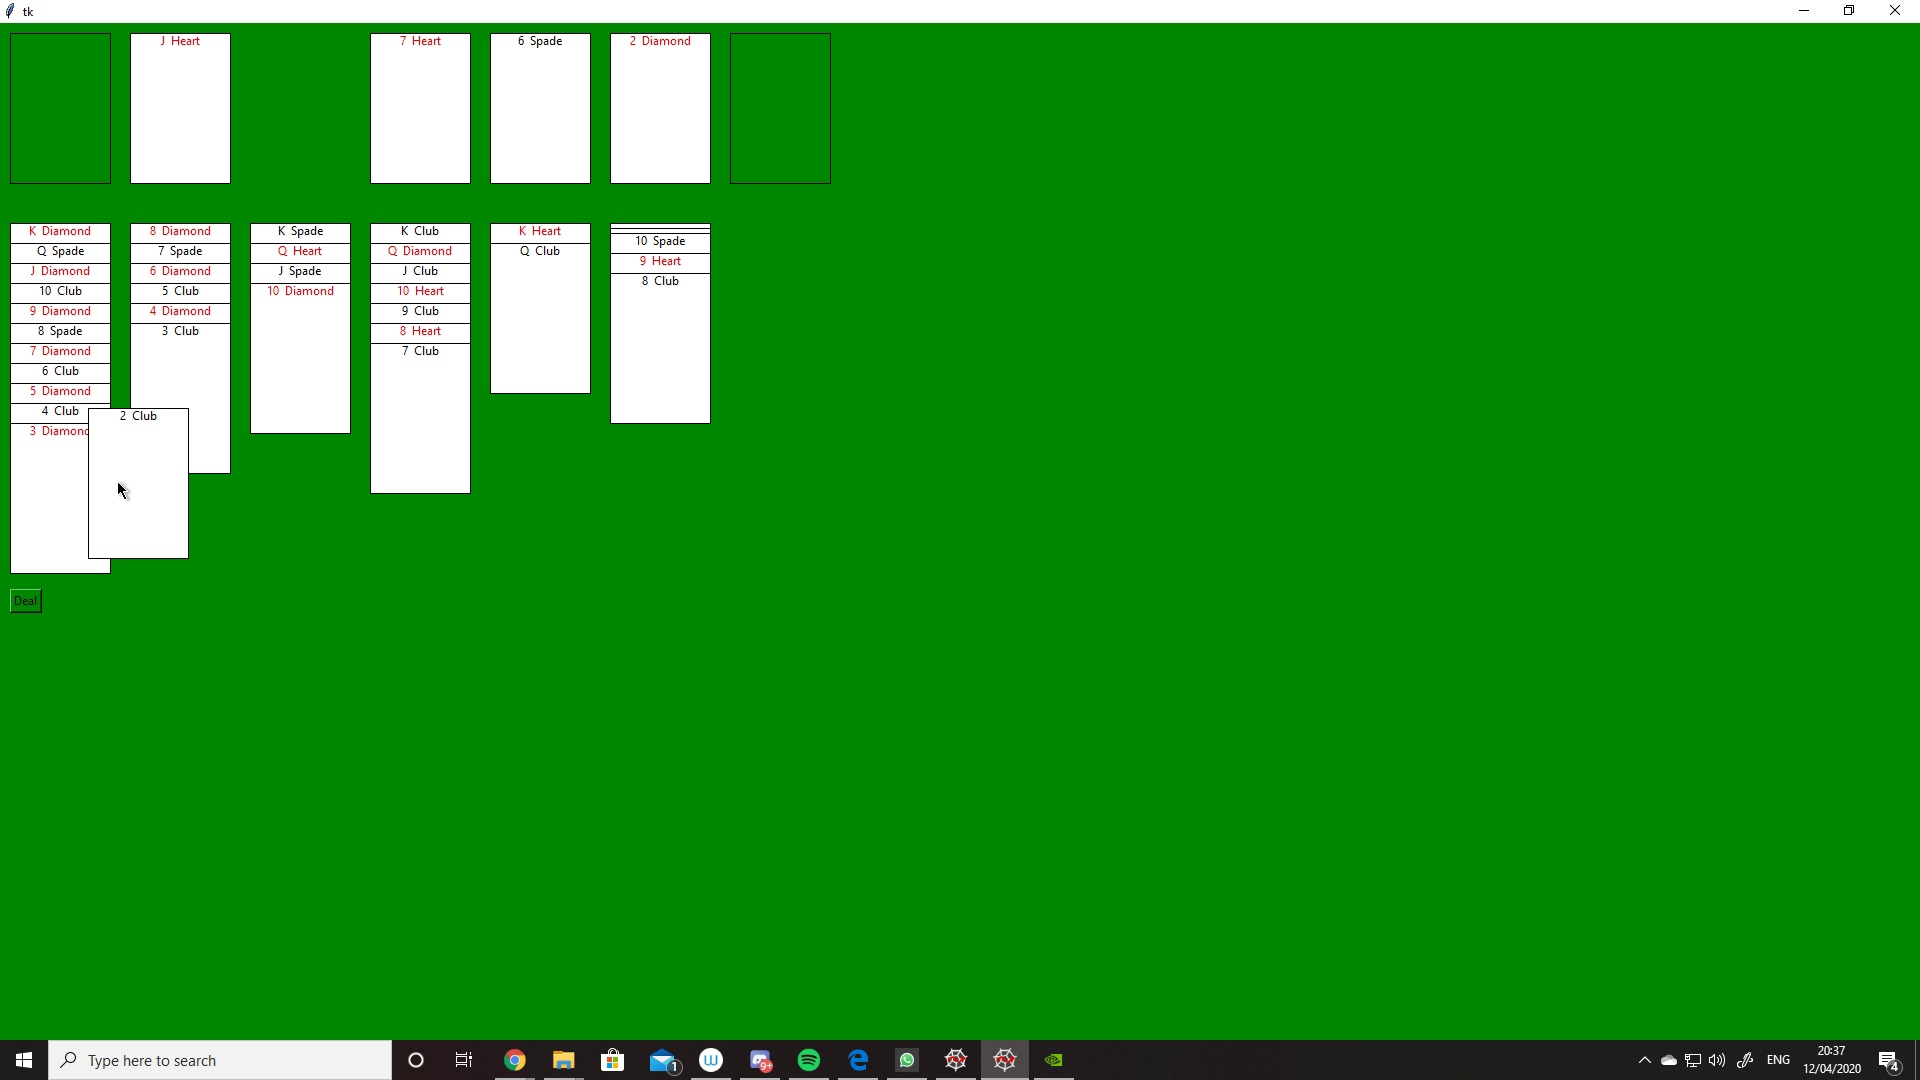 tk
J Heart
7 Heart
6 Spade
2 Diamond
K Diamond
Q Spade
J Diamond
10 Club
9 Diamond
8 Spade
7 Diamond
6 Club
5 Diamond
4 Club
3 Diamond
8 Diamond
7 Spade
6 Diamond
5 Club
4 Diamond
3 Club
2 Club
K Spade
Q Heart
J Spade
10 Diamond
K Club
Q Diamond
J Club
10 Heart
9 Club
8 Heart
7 Club
K Heart
Q Club
10 Spade
9 Heart
8 Club
Deal
Type here to search
1
W
9+
ENG
20:37
12/04/2020
4